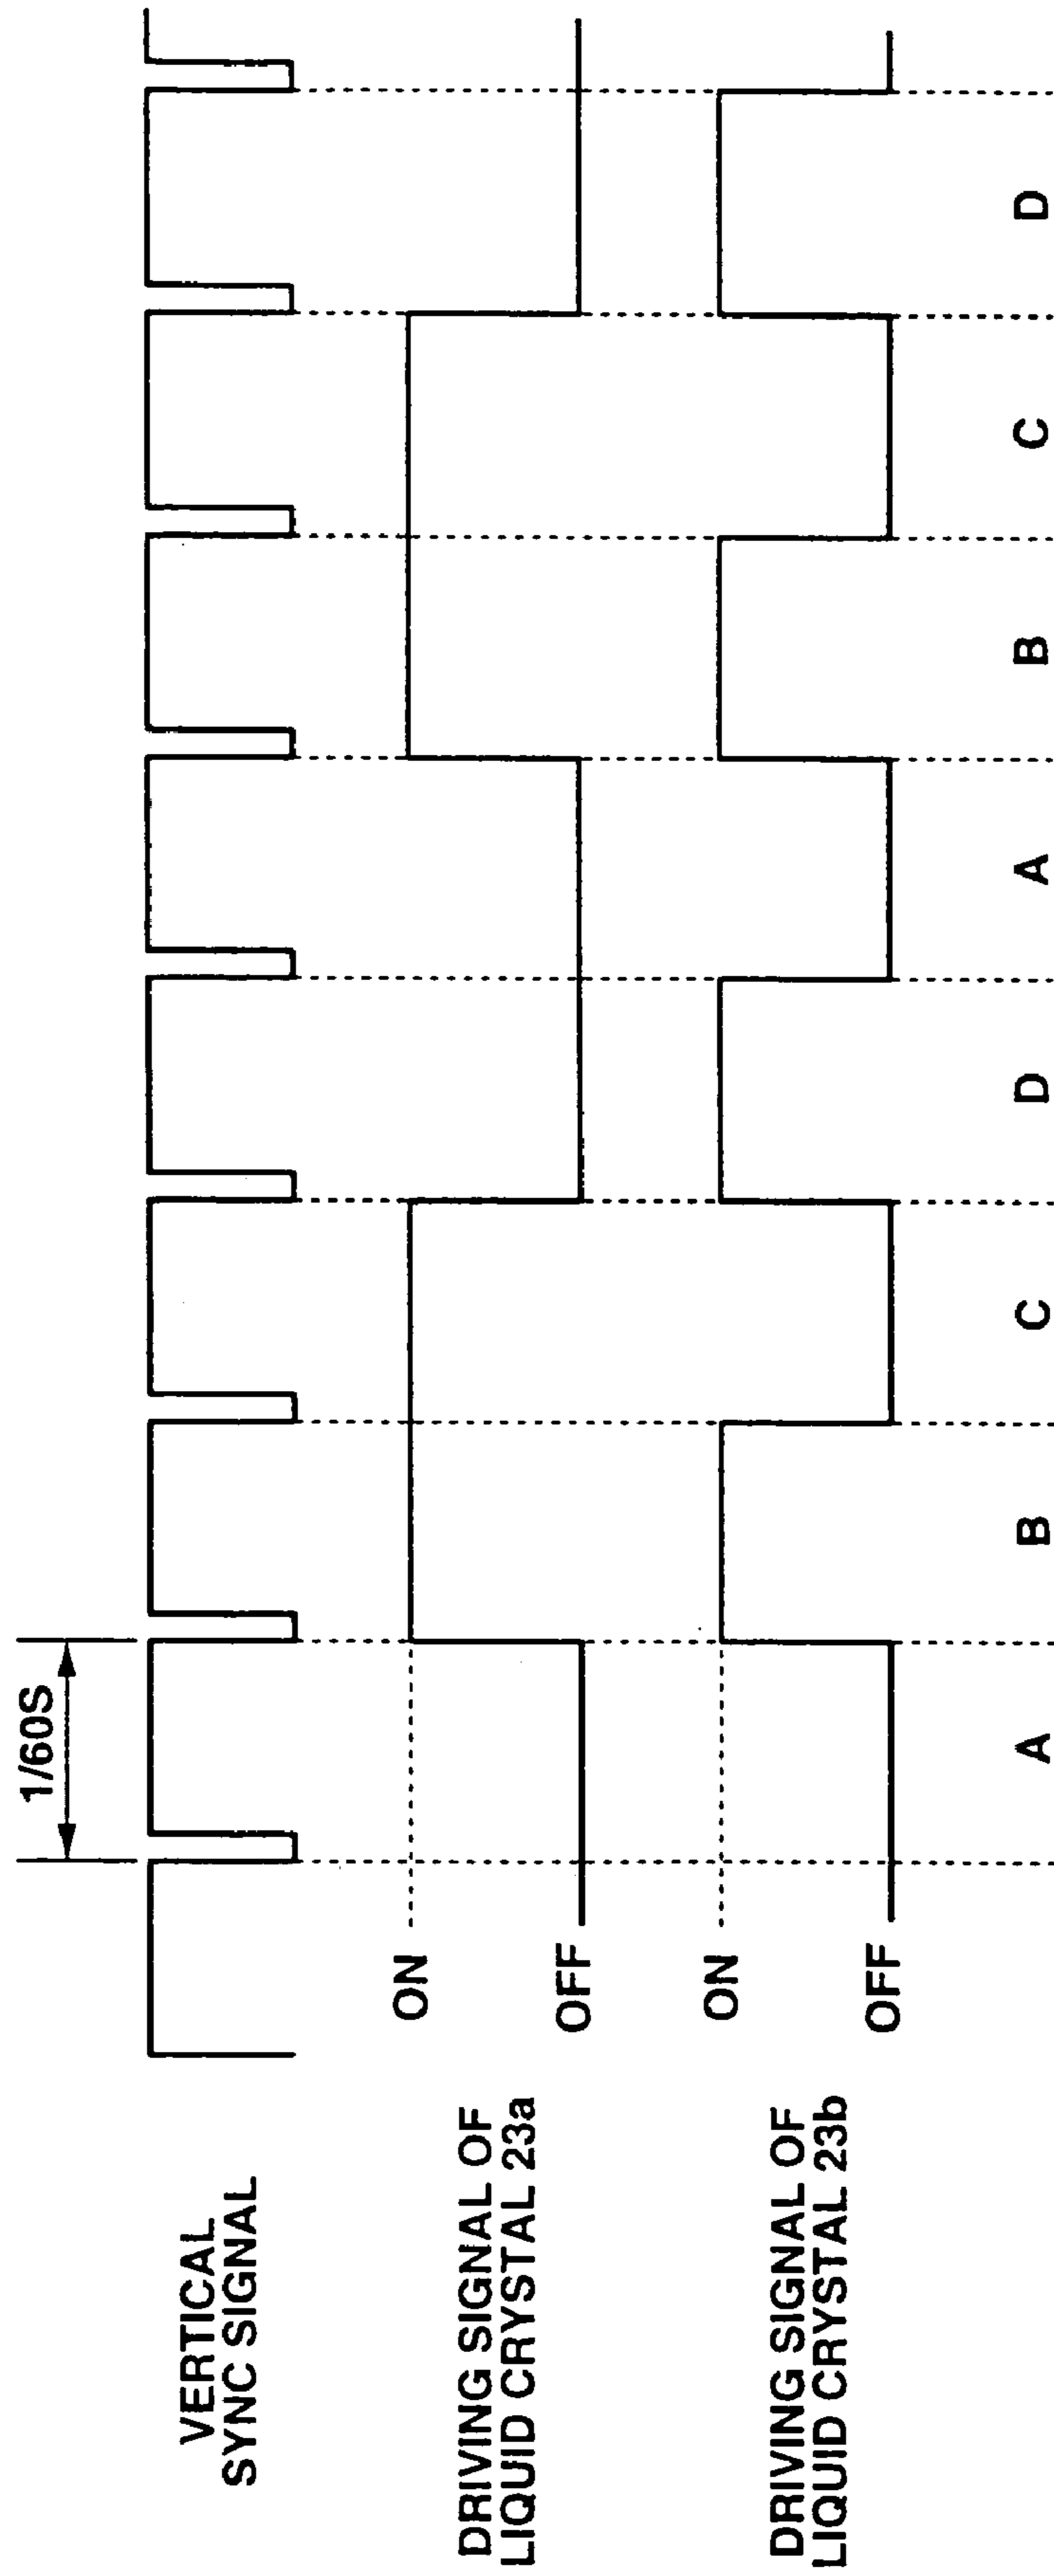 1/60S
VERTICAL
SYNC SIGNAL
ON
OFF
DRIVING SIGNAL OF
LIQUID CRYSTAL 23a
ON
OFF
DRIVING SIGNAL OF
LIQUID CRYSTAL 23b
A B C D A B C D